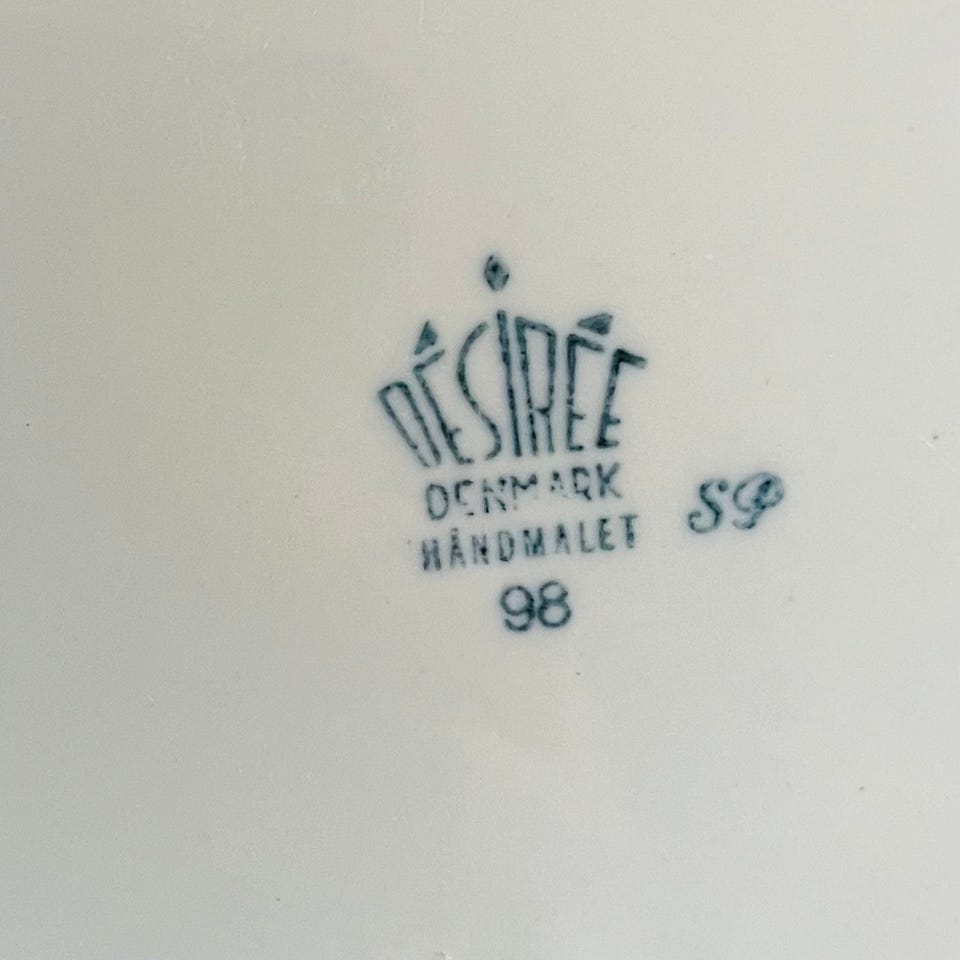 DÉSIRÉE
DENMARK
HÅNDMALET
98
SP